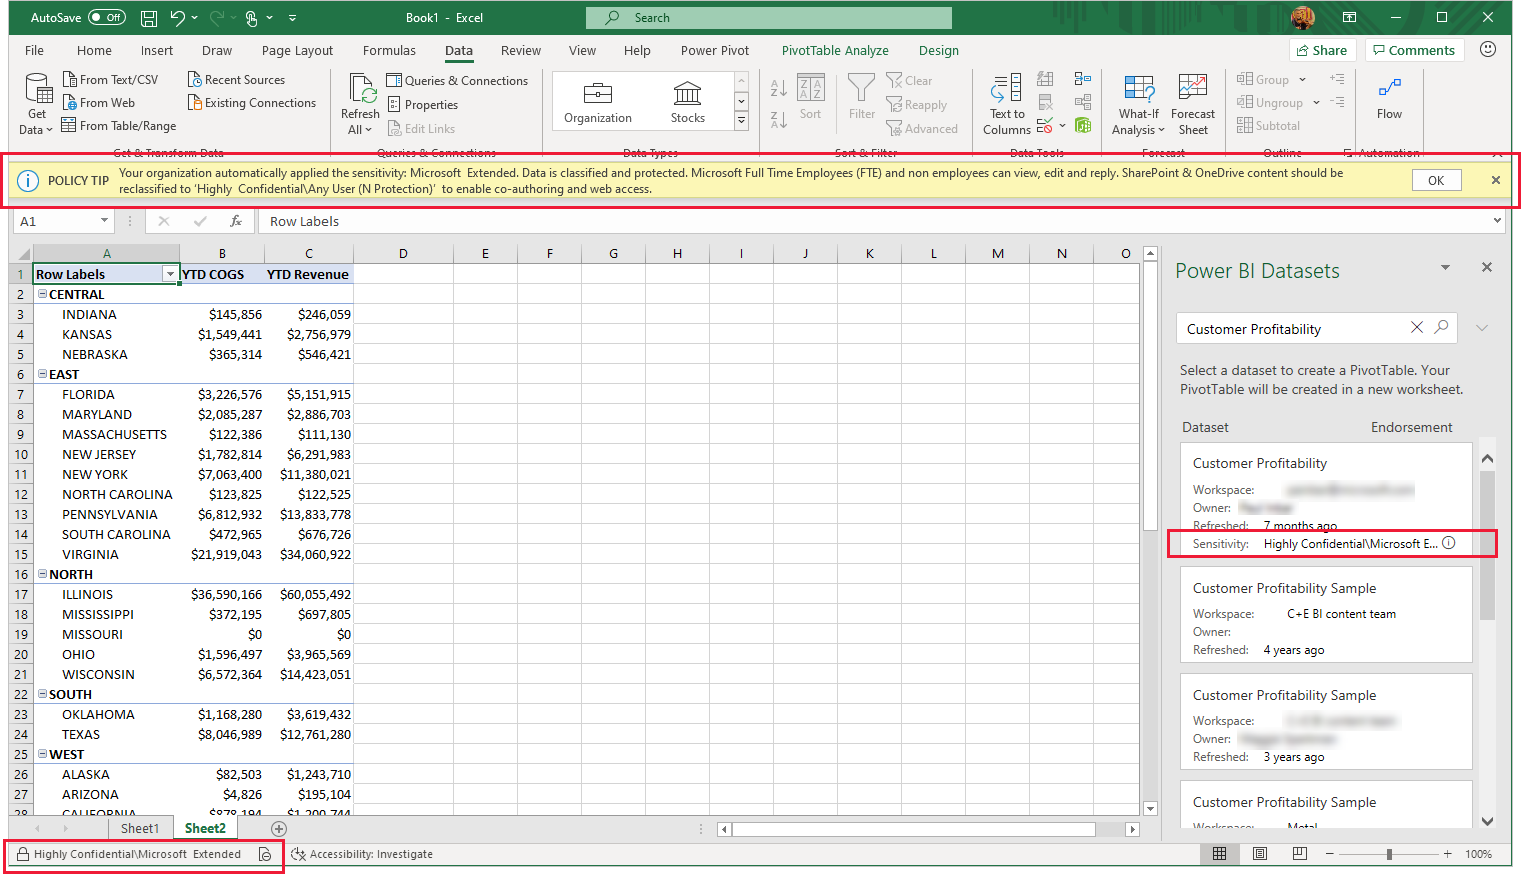 AutoSave Off Book1 - Excel Search
File Home Insert Draw Page Layout Formulas Data Review View Help Power Pivot PivotTable Analyze Design Share Comments
Get Data
From Text/CSV
From Web
From Table/Range
Recent Sources
Existing Connections
Get & Transform Data
Refresh All
Queries & Connections
Properties
Edit Links
Queries & Connections
Organization Stocks
Data Types
Sort
Filter
Clear
Reapply
Advanced
Sort & Filter
Text to Columns
Data Tools
What-If Analysis
Forecast Sheet
Forecast
Group
Ungroup
Subtotal
Outline
Flow
Automation
POLICY TIP
Your organization automatically applied the sensitivity: Microsoft Extended. Data is classified and protected. Microsoft Full Time Employees (FTE) and non employees can view, edit and reply. SharePoint & OneDrive content should be
reclassified to 'Highly Confidential\Any User (N Protection)' to enable co-authoring and web access.
OK
A1 fx Row Labels
A B C D E F G H I J K L M N O
1 Row Labels YTD COGS YTD Revenue
2 CENTRAL
3 INDIANA $145,856 $246,059
4 KANSAS $1,549,441 $2,756,979
5 NEBRASKA $365,314 $546,421
6 EAST
7 FLORIDA $3,226,576 $5,151,915
8 MARYLAND $2,085,287 $2,886,703
9 MASSACHUSETTS $122,386 $111,130
10 NEW JERSEY $1,782,814 $6,291,983
11 NEW YORK $7,063,400 $11,380,021
12 NORTH CAROLINA $123,825 $122,525
13 PENNSYLVANIA $6,812,932 $13,833,778
14 SOUTH CAROLINA $472,965 $676,726
15 VIRGINIA $21,919,043 $34,060,922
16 NORTH
17 ILLINOIS $36,590,166 $60,055,492
18 MISSISSIPPI $372,195 $697,805
19 MISSOURI $0 $0
20 OHIO $1,596,497 $3,965,569
21 WISCONSIN $6,572,364 $14,423,051
22 SOUTH
23 OKLAHOMA $1,168,280 $3,619,432
24 TEXAS $8,046,989 $12,761,280
25 WEST
26 ALASKA $82,503 $1,243,710
27 ARIZONA $4,826 $195,104
28 CALIFORNIA $878,194 $1,200,744
Sheet1 Sheet2
Highly Confidential\Microsoft Extended Accessibility: Investigate 100%
Power BI Datasets
Customer Profitability
Select a dataset to create a PivotTable. Your
PivotTable will be created in a new worksheet.
Dataset Endorsement
Customer Profitability
Workspace:
Owner:
Refreshed: 7 months ago
Sensitivity: Highly Confidential\Microsoft E...
Customer Profitability Sample
Workspace: C+E BI content team
Owner:
Refreshed: 4 years ago
Customer Profitability Sample
Workspace:
Owner:
Refreshed: 3 years ago
Customer Profitability Sample
Workspace: Metal